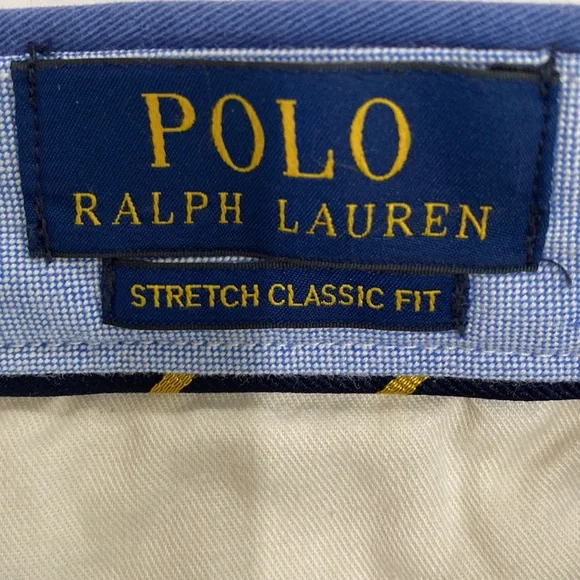 POLO
RALPH LAUREN
STRETCH CLASSIC FIT